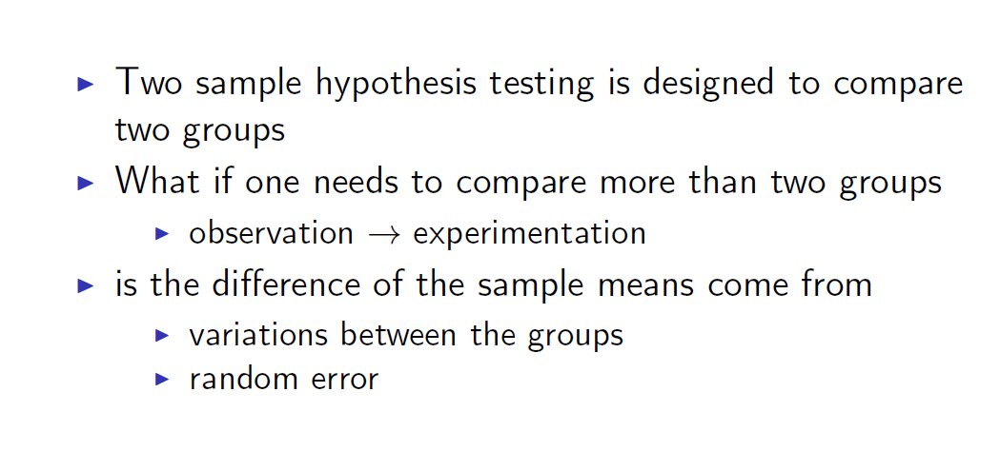 ▶ Two sample hypothesis testing is designed to compare
two groups
▶ What if one needs to compare more than two groups
▶ observation → experimentation
▶ is the difference of the sample means come from
▶ variations between the groups
▶ random error